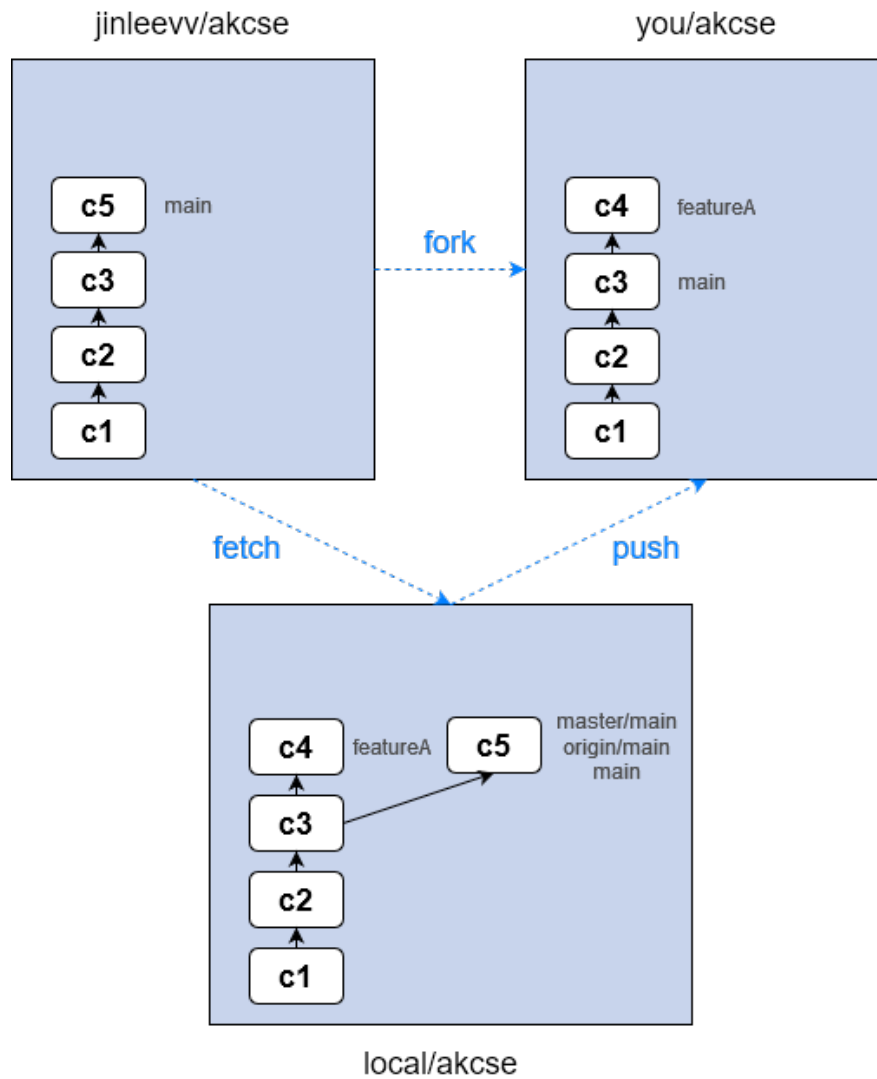 jinleevv/akcse
you/akcse
c5
main
c3
c2
c1
fork
c4
featureA
c3
main
c2
c1
fetch
push
c4
featureA
c5
master/main
origin/main
main
c3
c2
c1
local/akcse